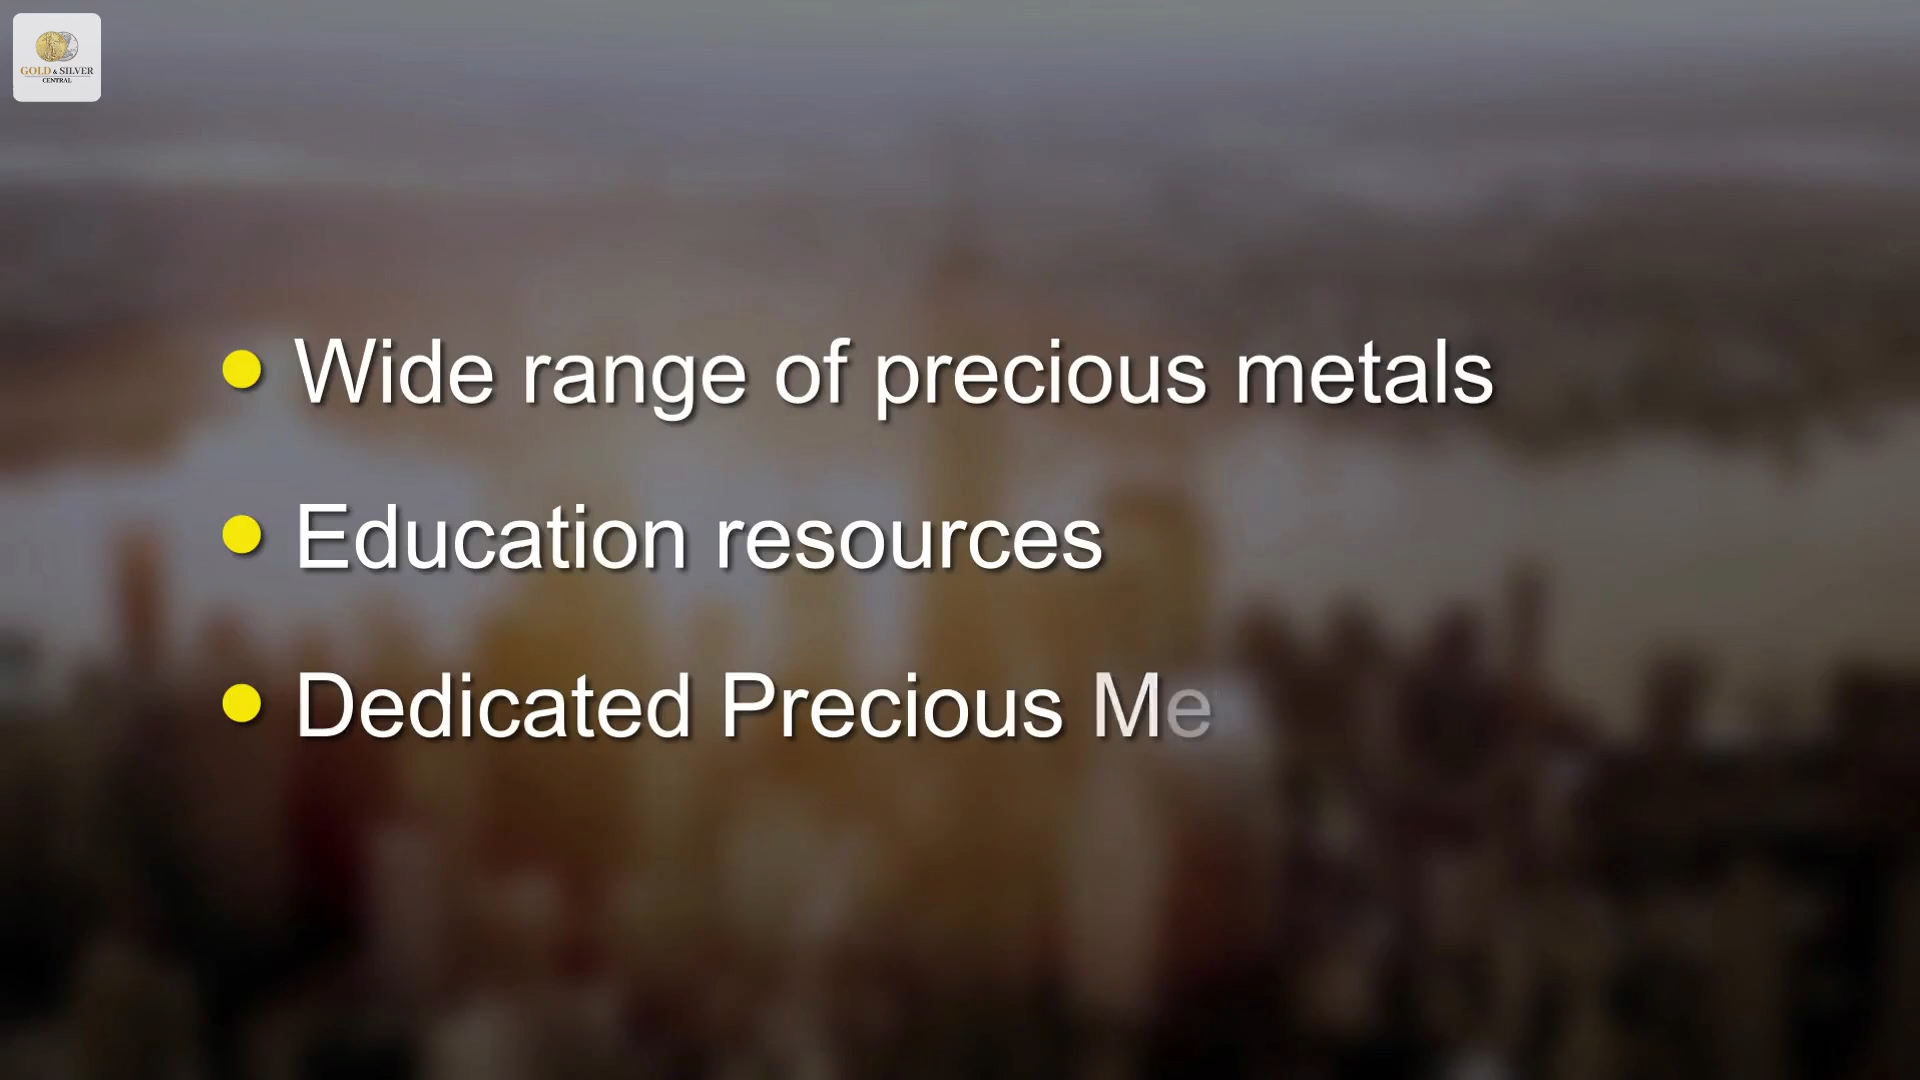 GOLD & SILVER
CENTRAL
Wide range of precious metals
Education resources
Dedicated Precious Me